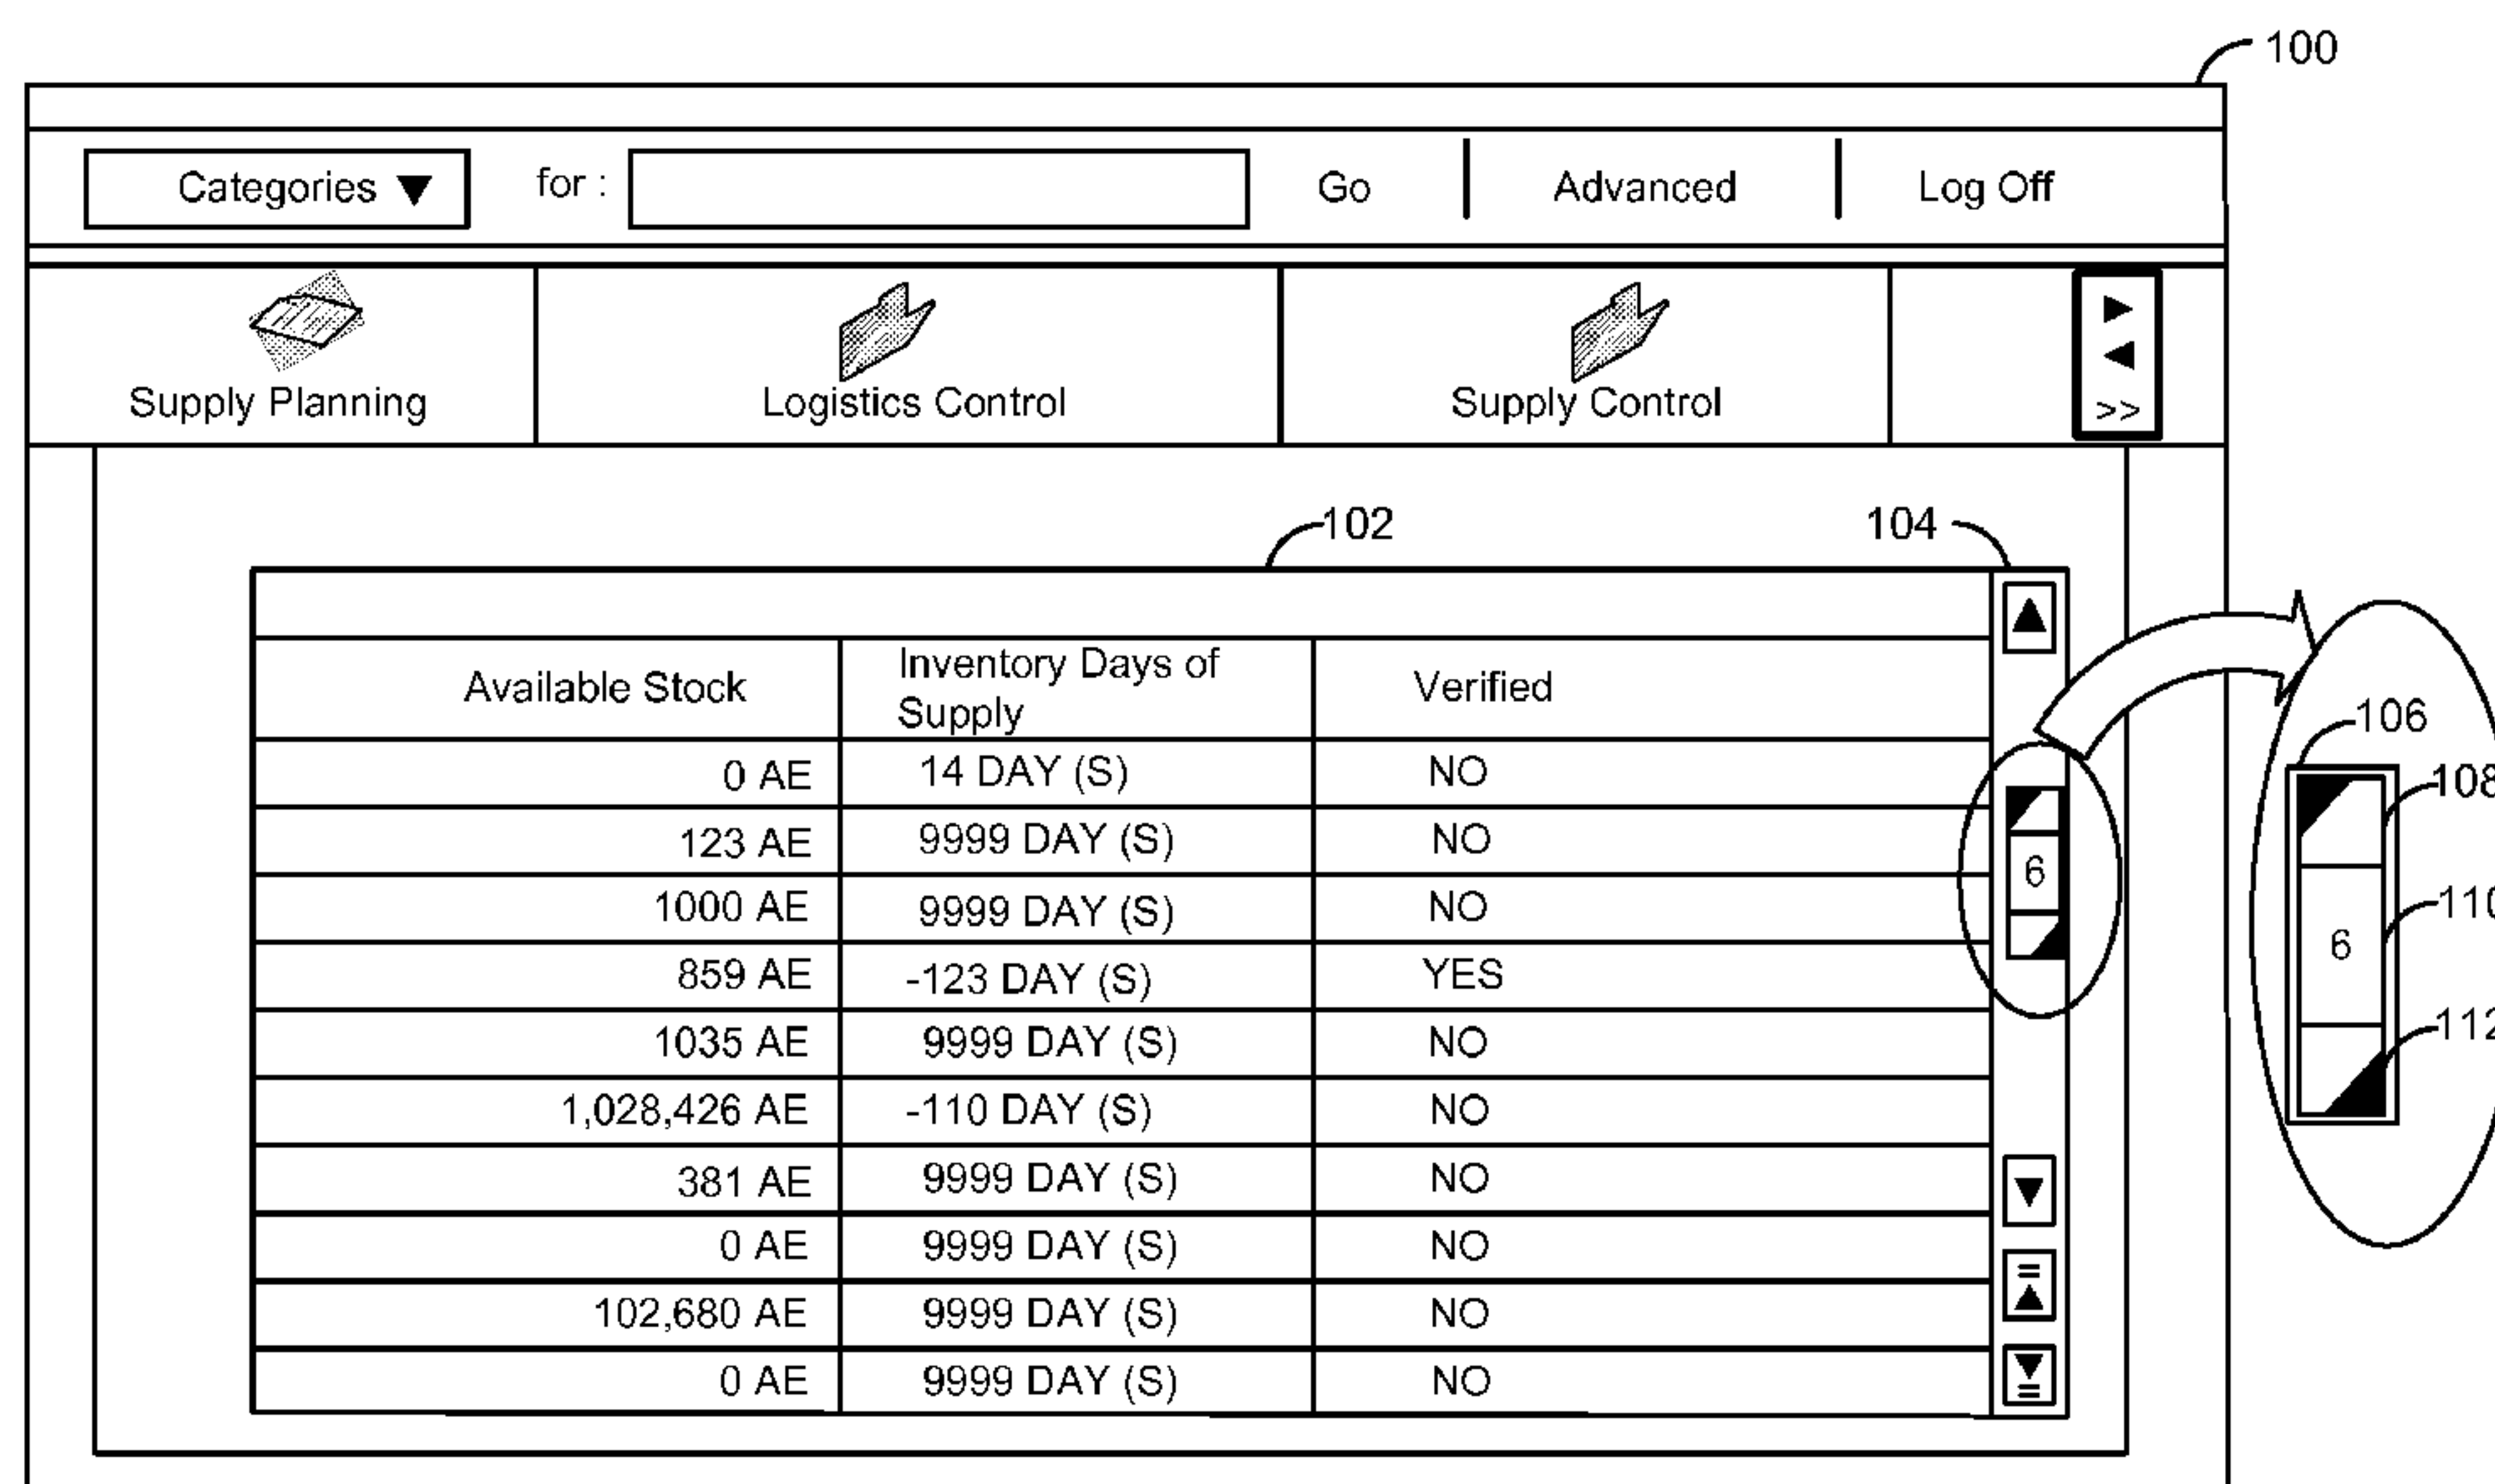 100
Categories ▼ for : Go Advanced Log Off
Supply Planning Logistics Control Supply Control >>
102 104
Available Stock Inventory Days of Supply Verified
0 AE 14 DAY (S) NO
123 AE 9999 DAY (S) NO
1000 AE 9999 DAY (S) NO
859 AE -123 DAY (S) YES
1035 AE 9999 DAY (S) NO
1,028,426 AE -110 DAY (S) NO
381 AE 9999 DAY (S) NO
0 AE 9999 DAY (S) NO
102,680 AE 9999 DAY (S) NO
0 AE 9999 DAY (S) NO
6
106
108
110
6
112